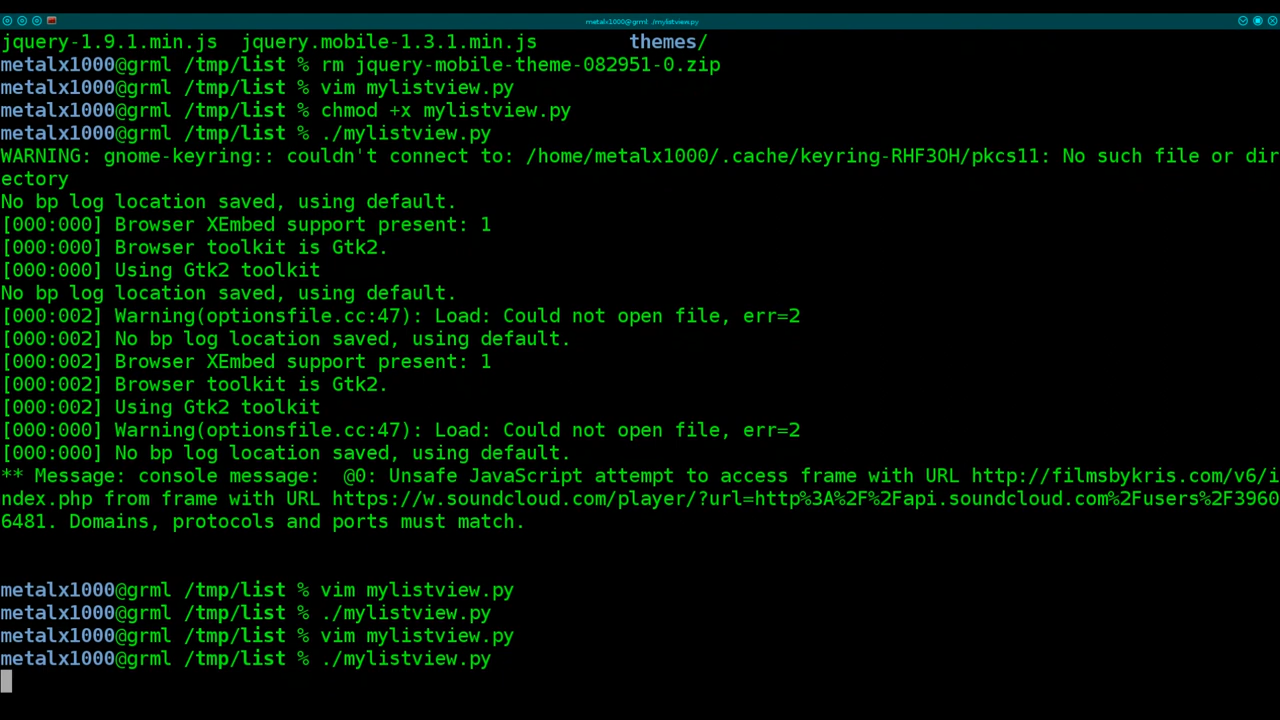 metalx1000@grml ./mylistview.py
jquery-1.9.1.min.js  jquery.mobile-1.3.1.min.js        themes/
metalx1000@grml /tmp/list % rm jquery-mobile-theme-082951-0.zip
metalx1000@grml /tmp/list % vim mylistview.py
metalx1000@grml /tmp/list % chmod +x mylistview.py
metalx1000@grml /tmp/list % ./mylistview.py
WARNING: gnome-keyring:: couldn't connect to: /home/metalx1000/.cache/keyring-RHF3OH/pkcs11: No such file or dir
ectory
No bp log location saved, using default.
[000:000] Browser XEmbed support present: 1
[000:000] Browser toolkit is Gtk2.
[000:000] Using Gtk2 toolkit
No bp log location saved, using default.
[000:002] Warning(optionsfile.cc:47): Load: Could not open file, err=2
[000:002] No bp log location saved, using default.
[000:002] Browser XEmbed support present: 1
[000:002] Browser toolkit is Gtk2.
[000:002] Using Gtk2 toolkit
[000:000] Warning(optionsfile.cc:47): Load: Could not open file, err=2
[000:000] No bp log location saved, using default.
** Message: console message:  @0: Unsafe JavaScript attempt to access frame with URL http://filmsbykris.com/v6/i
ndex.php from frame with URL https://w.soundcloud.com/player/?url=http%3A%2F%2Fapi.soundcloud.com%2Fusers%2F3960
6481. Domains, protocols and ports must match.
metalx1000@grml /tmp/list % vim mylistview.py
metalx1000@grml /tmp/list % ./mylistview.py
metalx1000@grml /tmp/list % vim mylistview.py
metalx1000@grml /tmp/list % ./mylistview.py